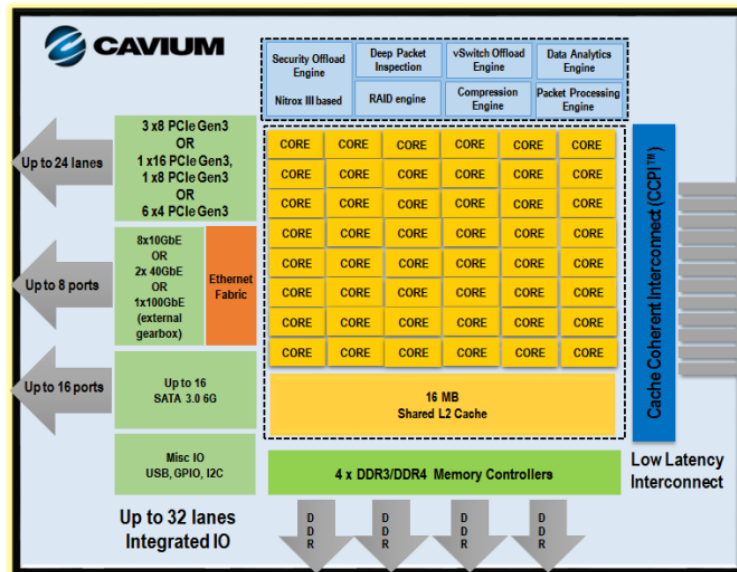 CAVIUM
Security Offload
Engine
Nitrox III based
Deep Packet
Inspection
vSwitch Offload
Engine
Data Analytics
Engine
RAID engine
Compression
Engine
Packet Processing
Engine
Up to 24 lanes
3 x8 PCIe Gen3
OR
1 x16 PCIe Gen3,
1 x8 PCIe Gen3
OR
6 x4 PCIe Gen3
Up to 8 ports
8x10GbE
OR
2x 40GbE
OR
1x100GbE
(external
gearbox)
Ethernet
Fabric
Up to 16 ports
Up to 16
SATA 3.0 6G
Misc IO
USB, GPIO, I2C
Up to 32 lanes
Integrated IO
CORE CORE CORE CORE CORE CORE
CORE CORE CORE CORE CORE CORE
CORE CORE CORE CORE CORE CORE
CORE CORE CORE CORE CORE CORE
CORE CORE CORE CORE CORE CORE
CORE CORE CORE CORE CORE CORE
CORE CORE CORE CORE CORE CORE
CORE CORE CORE CORE CORE CORE
16 MB
Shared L2 Cache
4 x DDR3/DDR4 Memory Controllers
DDR
DDR
DDR
DDR
Cache Coherent Interconnect (CCPI™)
Low Latency
Interconnect